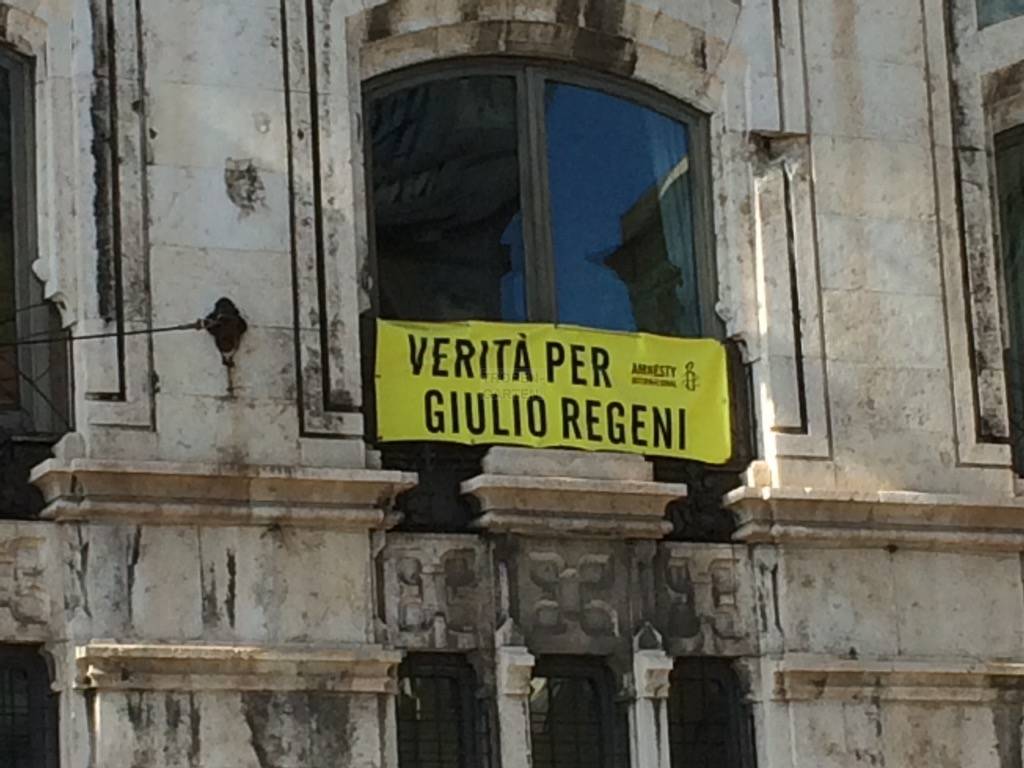 VERITÀ PER
GIULIO REGENI
AMNESTY
INTERNATIONAL